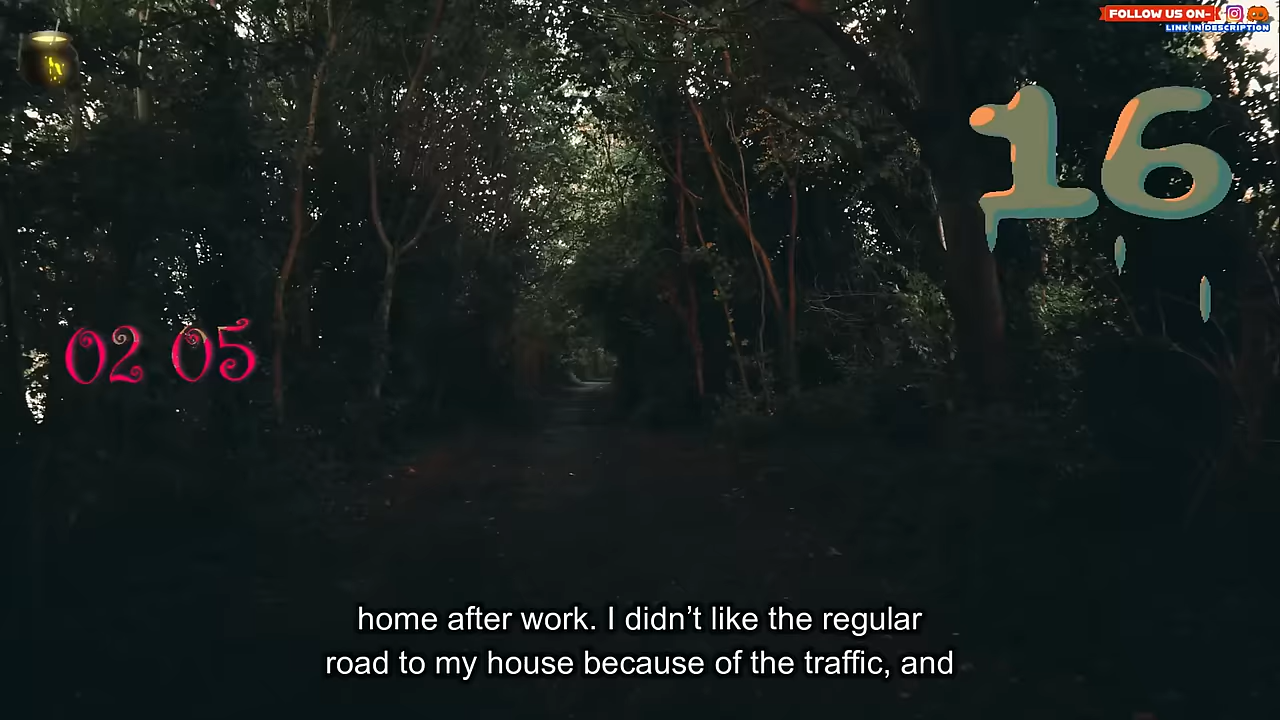 FOLLOW US ON-
LINK IN DESCRIPTION
16
02 05
home after work. I didn’t like the regular
road to my house because of the traffic, and